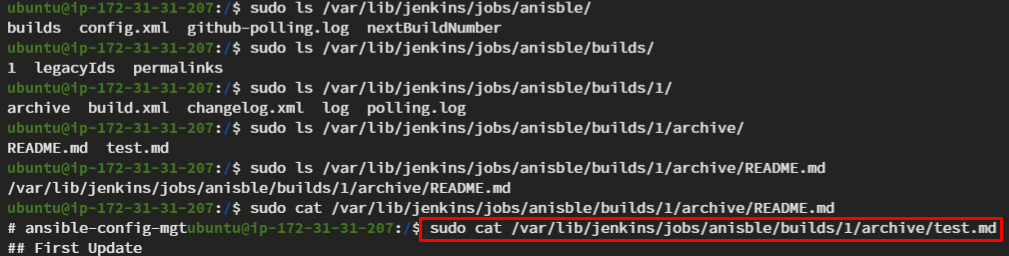 ubuntu@ip-172-31-31-207:/$ sudo ls /var/lib/jenkins/jobs/anisble/
builds  config.xml  github-polling.log  nextBuildNumber
ubuntu@ip-172-31-31-207:/$ sudo ls /var/lib/jenkins/jobs/anisble/builds/
1  legacyIds  permalinks
ubuntu@ip-172-31-31-207:/$ sudo ls /var/lib/jenkins/jobs/anisble/builds/1/
archive  build.xml  changelog.xml  log  polling.log
ubuntu@ip-172-31-31-207:/$ sudo ls /var/lib/jenkins/jobs/anisble/builds/1/archive/
README.md  test.md
ubuntu@ip-172-31-31-207:/$ sudo ls /var/lib/jenkins/jobs/anisble/builds/1/archive/README.md
/var/lib/jenkins/jobs/anisble/builds/1/archive/README.md
ubuntu@ip-172-31-31-207:/$ sudo cat /var/lib/jenkins/jobs/anisble/builds/1/archive/README.md
# ansible-config-mgtubuntu@ip-172-31-31-207:/$ sudo cat /var/lib/jenkins/jobs/anisble/builds/1/archive/test.md
## First Update